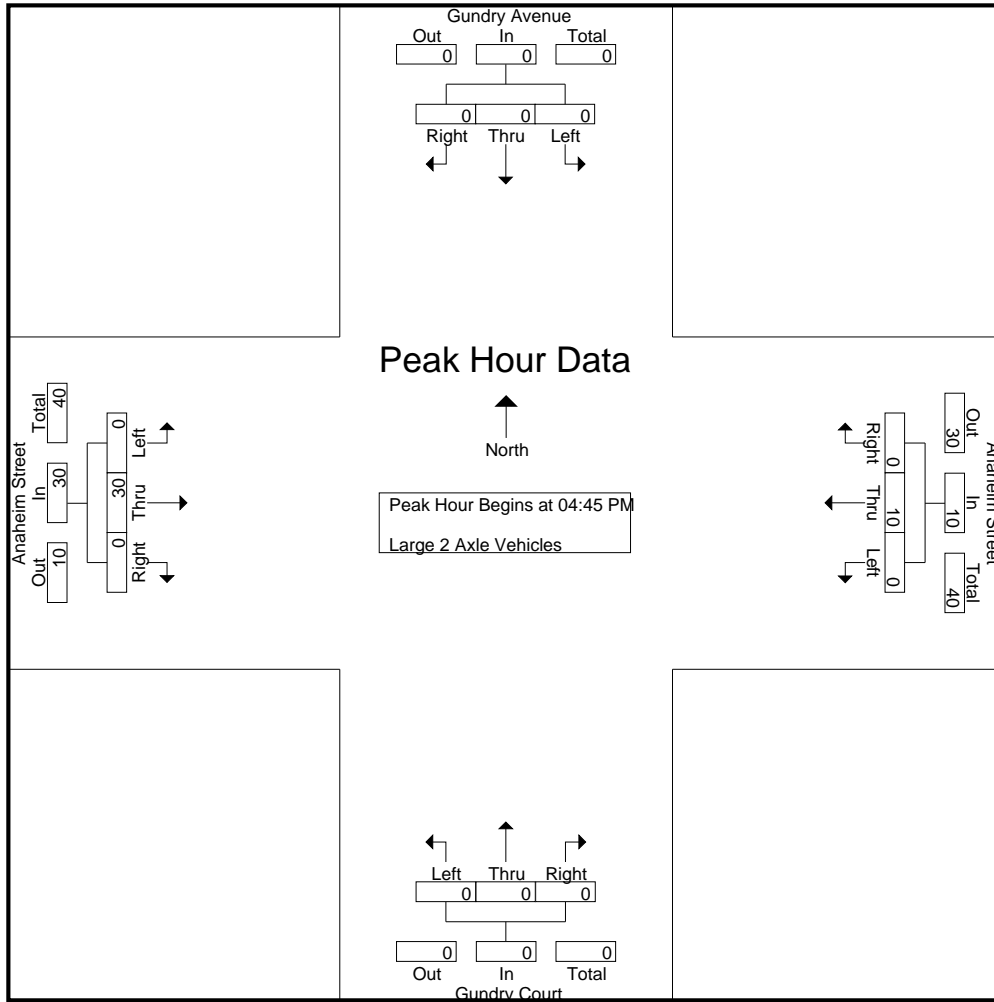 Gundry Avenue
Out In Total
0 0 0
0 0 0
Right Thru Left
Peak Hour Data
North
Peak Hour Begins at 04:45 PM
Large 2 Axle Vehicles
Anaheim Street
Total In Out
40 30 10
0 30 0
Left Thru Right
Right Thru Left
0 10 0
30 10 40
Out In Total
Anaheim Street
Left Thru Right
0 0 0
0 0 0
Out In Total
Gundry Court